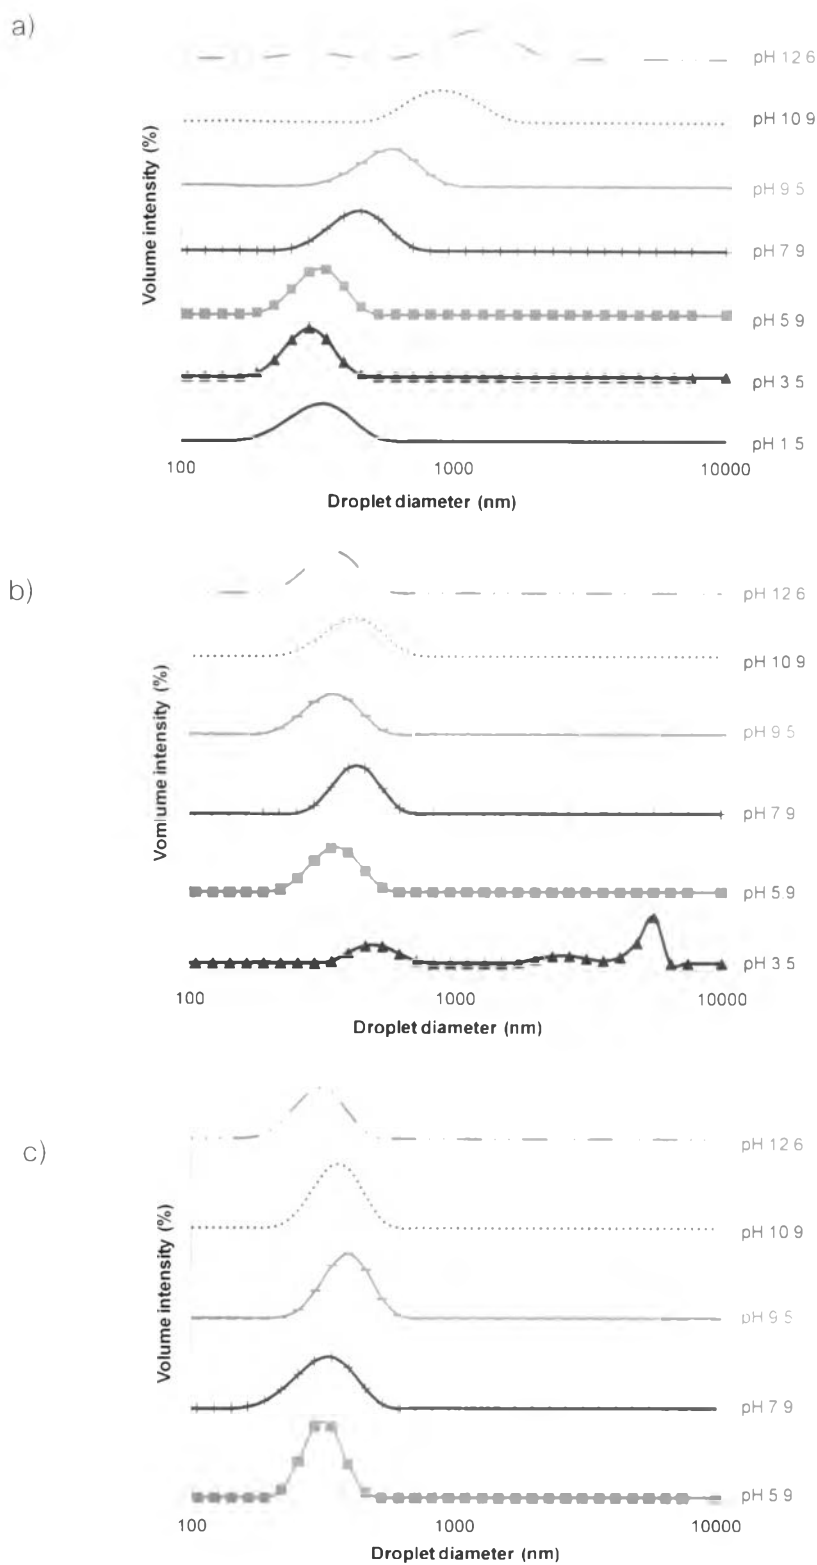 a)
pH 12 6
pH 10 9
pH 9 5
pH 7 9
pH 5 9
pH 3 5
pH 1 5
Volume intensity (%)
100 1000 10000
Droplet diameter (nm)
b)
pH 12 6
pH 10 9
pH 9 5
pH 7 9
pH 5.9
pH 3 5
Vomlume intensity (%)
100 1000 10000
Droplet diameter (nm)
c)
pH 12 6
pH 10 9
pH 9 5
pH 7 9
pH 5 9
Volume intensity (%)
100 1000 10000
Droplet diameter (nm)